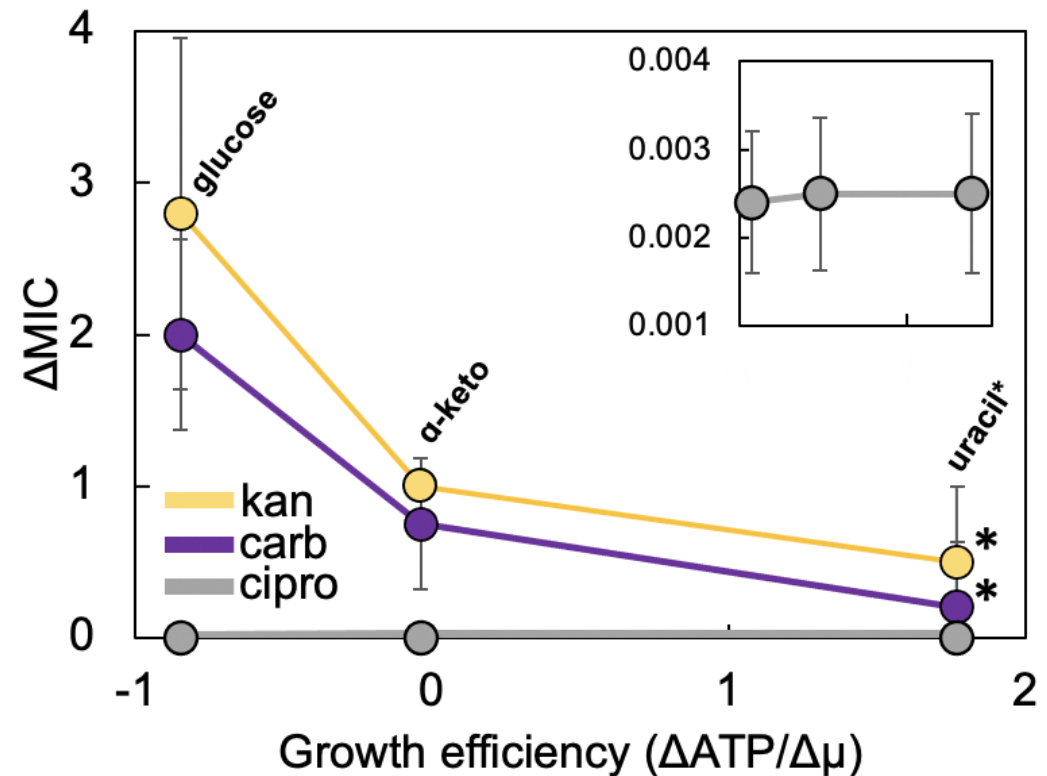 4
3
2
1
0
ΔMIC
glucose
α-keto
uracil*
*
*
kan
carb
cipro
0.004
0.003
0.002
0.001
-1
0
1
2
Growth efficiency (ΔATP/Δμ)